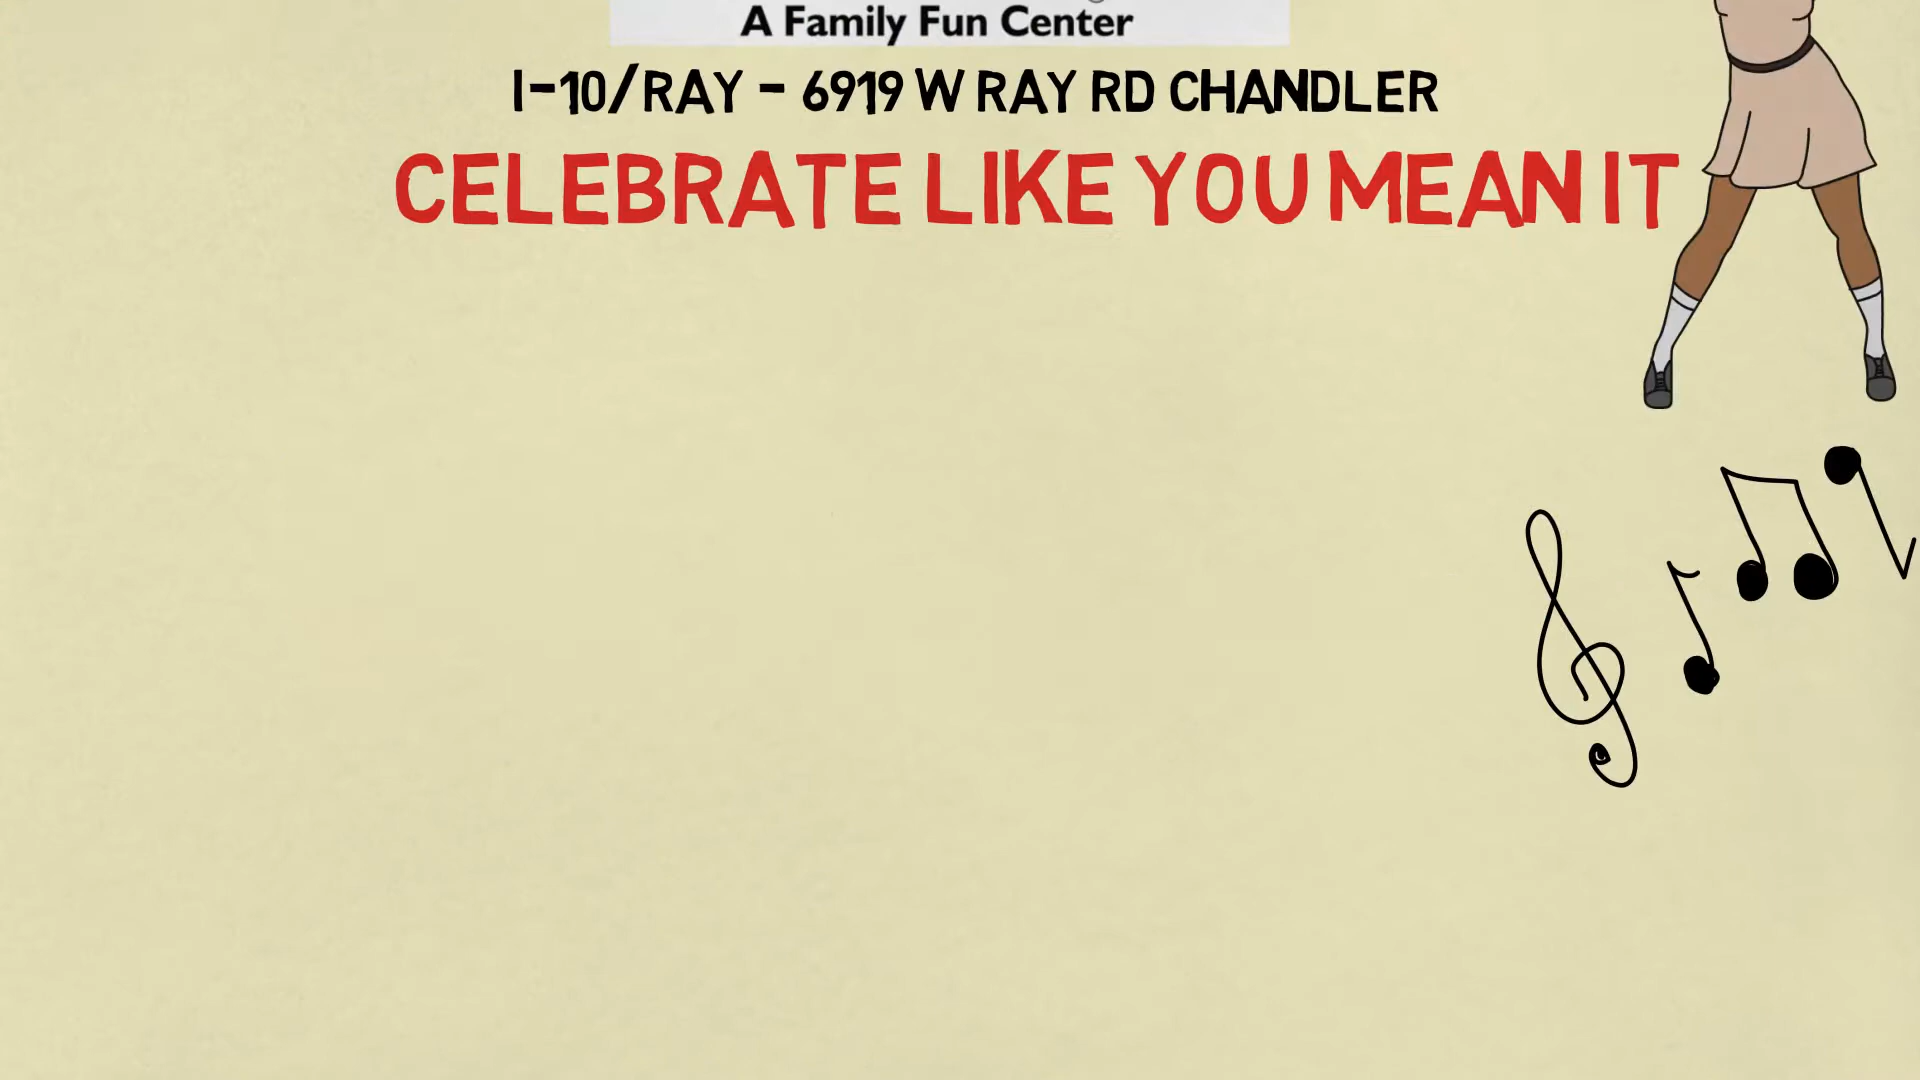 A Family Fun Center
I-10/RAY - 6919 W RAY RD CHANDLER
CELEBRATE LIKE YOU MEAN IT